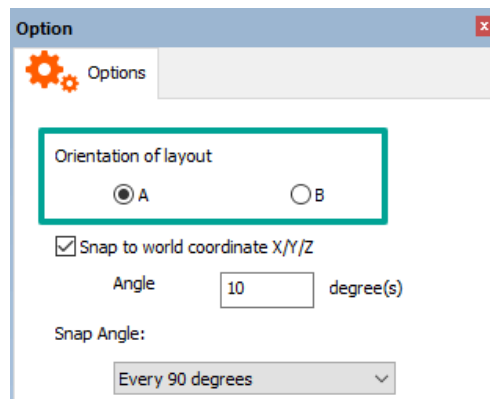 Option
Options
Orientation of layout
A B
Snap to world coordinate X/Y/Z
Angle 10 degree(s)
Snap Angle:
Every 90 degrees